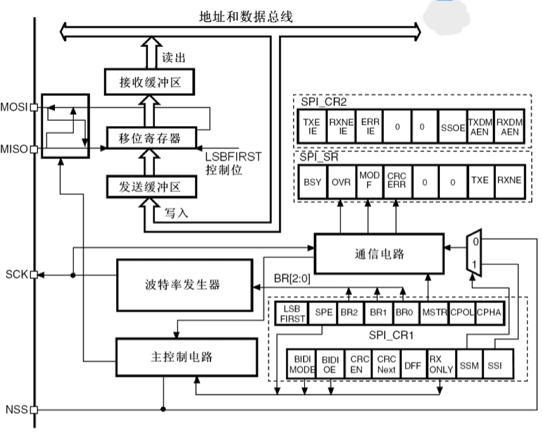 地址和数据总线
读出
接收缓冲区
MOSI
移位寄存器
MISO
LSBFIRST
控制位
发送缓冲区
写入
SPI_CR2
TXE IE
RXNE IE
ERR IE
0
0
SSOE
TXDM AEN
RXDM AEN
SPI_SR
BSY
OVR
MOD F
CRC ERR
0
0
TXE
RXNE
通信电路
0
1
SCK
波特率发生器
BR[2:0]
LSB FIRST
SPE
BR2
BR1
BR0
MSTR
CPOL
CPHA
SPI_CR1
主控制电路
BIDI MODE
BIDI OE
CRC EN
CRC Next
DFF
RX ONLY
SSM
SSI
NSS